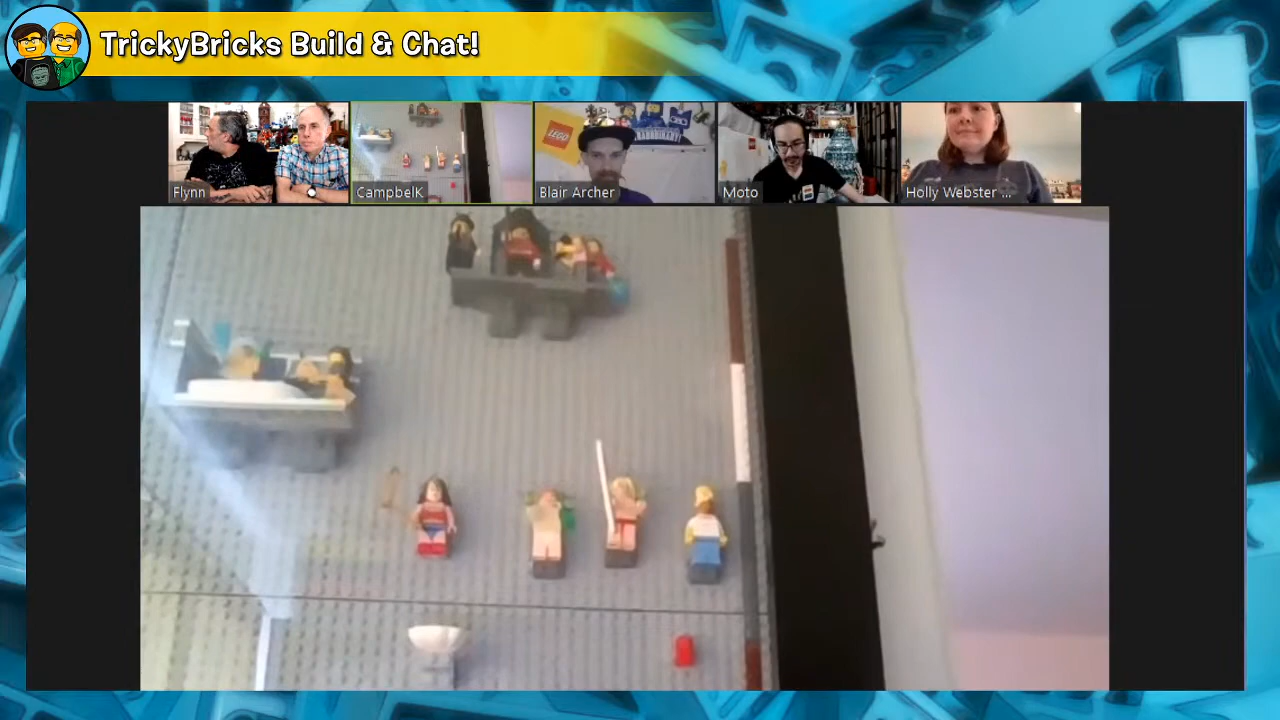 TrickyBricks Build & Chat!
LEGO
Flynn
CampbelK
Blair Archer
Moto
Holly Webster ...